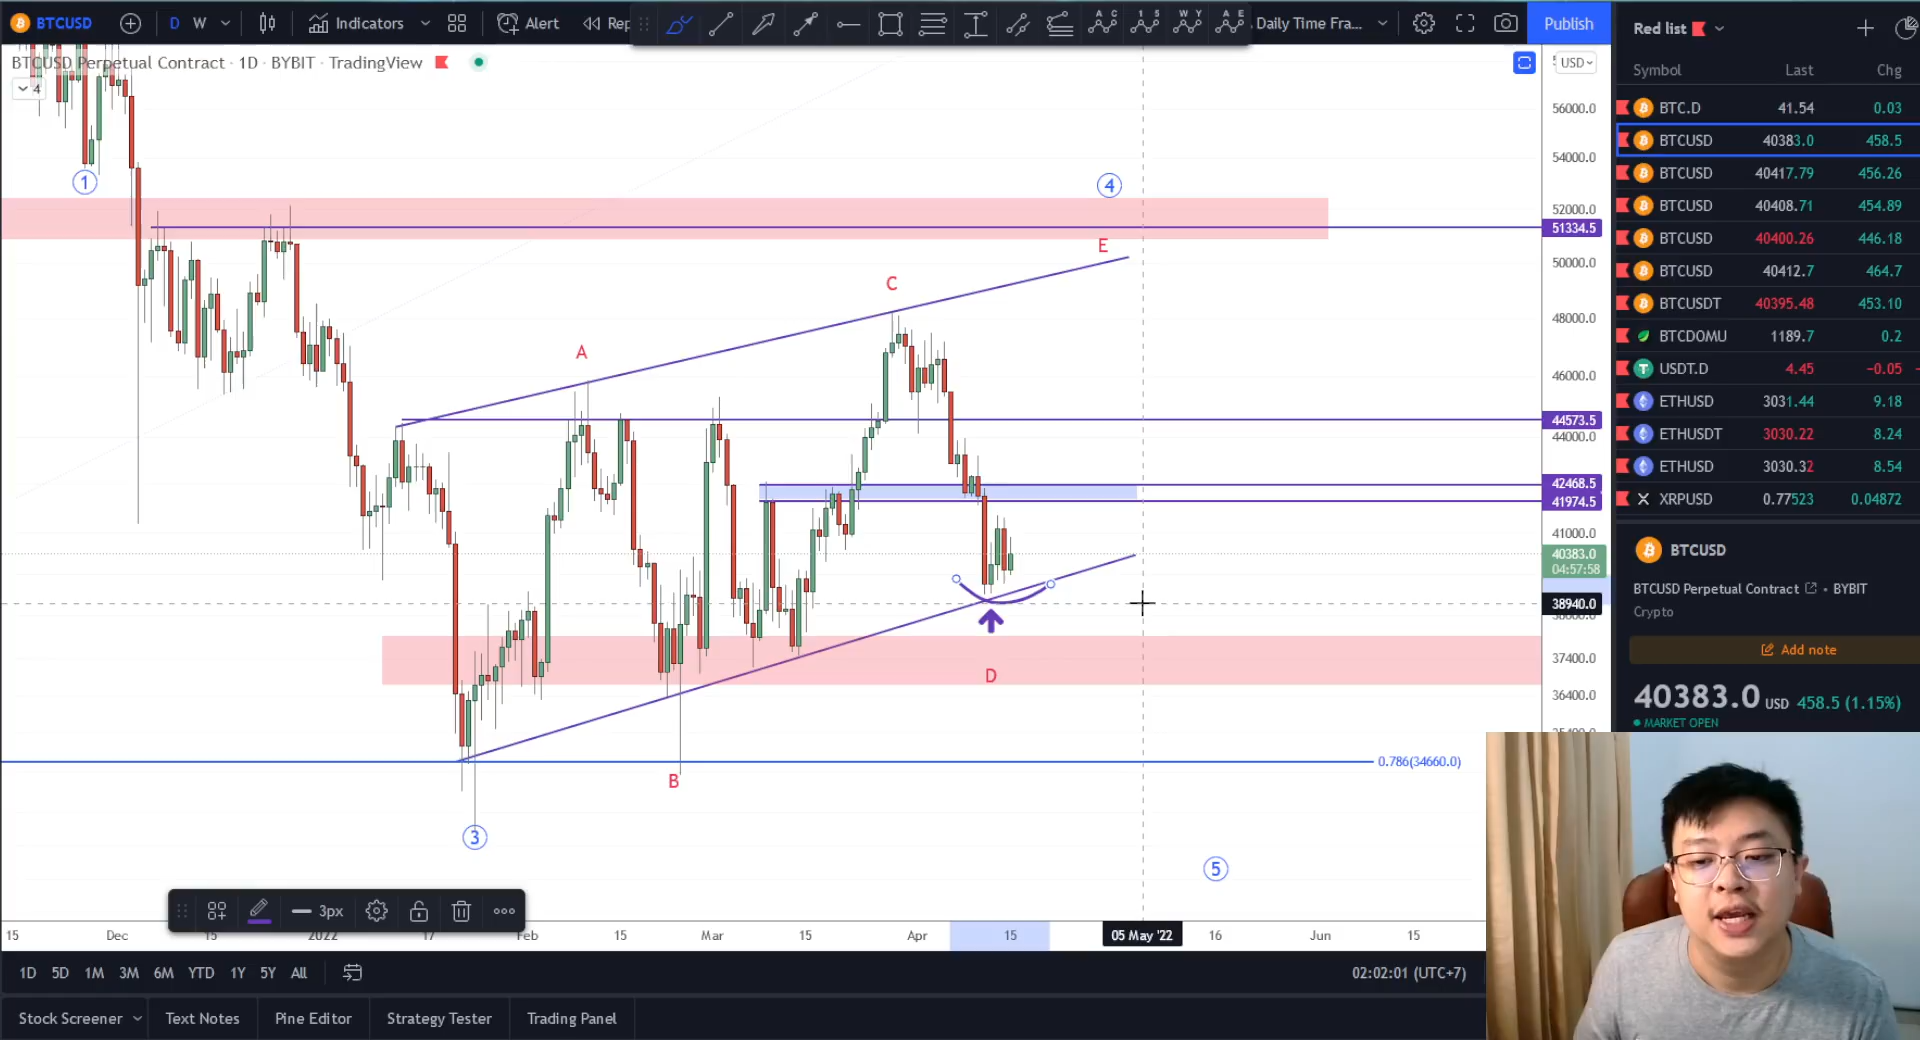 BTCUSD D W Indicators Alert Rep Daily Time Fra... Publish
BTCUSD Perpetual Contract · 1D · BYBIT · TradingView
4
USD
56000.0
54000.0
52000.0
51334.5
50000.0
48000.0
46000.0
44573.5
44000.0
42468.5
41974.5
41000.0
40383.0
04:57:58
38940.0
37400.0
36400.0
1
4
E
C
A
D
0.786(34660.0)
B
3
5
3px
15 Dec 15 2022 17 Feb 15 Mar 15 Apr 15 05 May '22 16 Jun 15
1D 5D 1M 3M 6M YTD 1Y 5Y All 02:02:01 (UTC+7)
Stock Screener Text Notes Pine Editor Strategy Tester Trading Panel
Red list
Symbol Last Chg
BTC.D 41.54 0.03
BTCUSD 40383.0 458.5
BTCUSD 40417.79 456.26
BTCUSD 40408.71 454.89
BTCUSD 40400.26 446.18
BTCUSD 40412.7 464.7
BTCUSDT 40395.48 453.10
BTCDOMU 1189.7 0.2
USDT.D 4.45 −0.05
ETHUSD 3031.44 9.18
ETHUSDT 3030.22 8.24
ETHUSD 3030.32 8.54
XRPUSD 0.77523 0.04872
BTCUSD
BTCUSD Perpetual Contract • BYBIT
Crypto
Add note
40383.0 USD 458.5 (1.15%)
MARKET OPEN